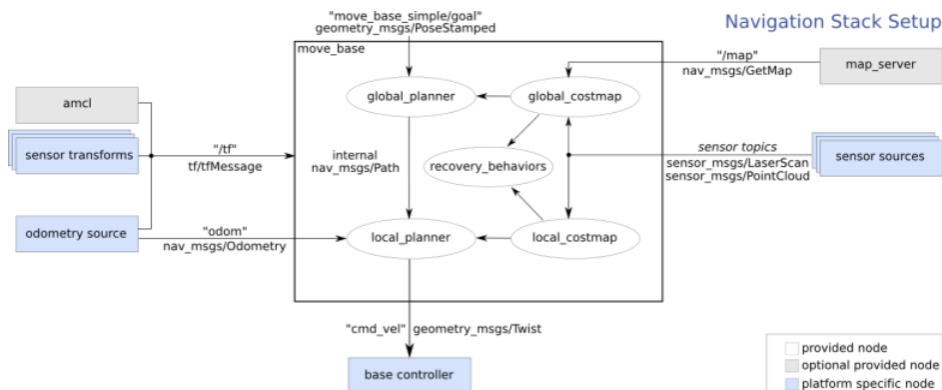 Navigation Stack Setup
"move_base_simple/goal"
geometry_msgs/PoseStamped
move_base
"/map"
nav_msgs/GetMap
map_server
global_planner
global_costmap
amcl
sensor transforms
"/tf"
tf/tfMessage
internal
nav_msgs/Path
recovery_behaviors
sensor topics
sensor_msgs/LaserScan
sensor_msgs/PointCloud
sensor sources
odometry source
"odom"
nav_msgs/Odometry
local_planner
local_costmap
"cmd_vel" geometry_msgs/Twist
base controller
provided node
optional provided node
platform specific node